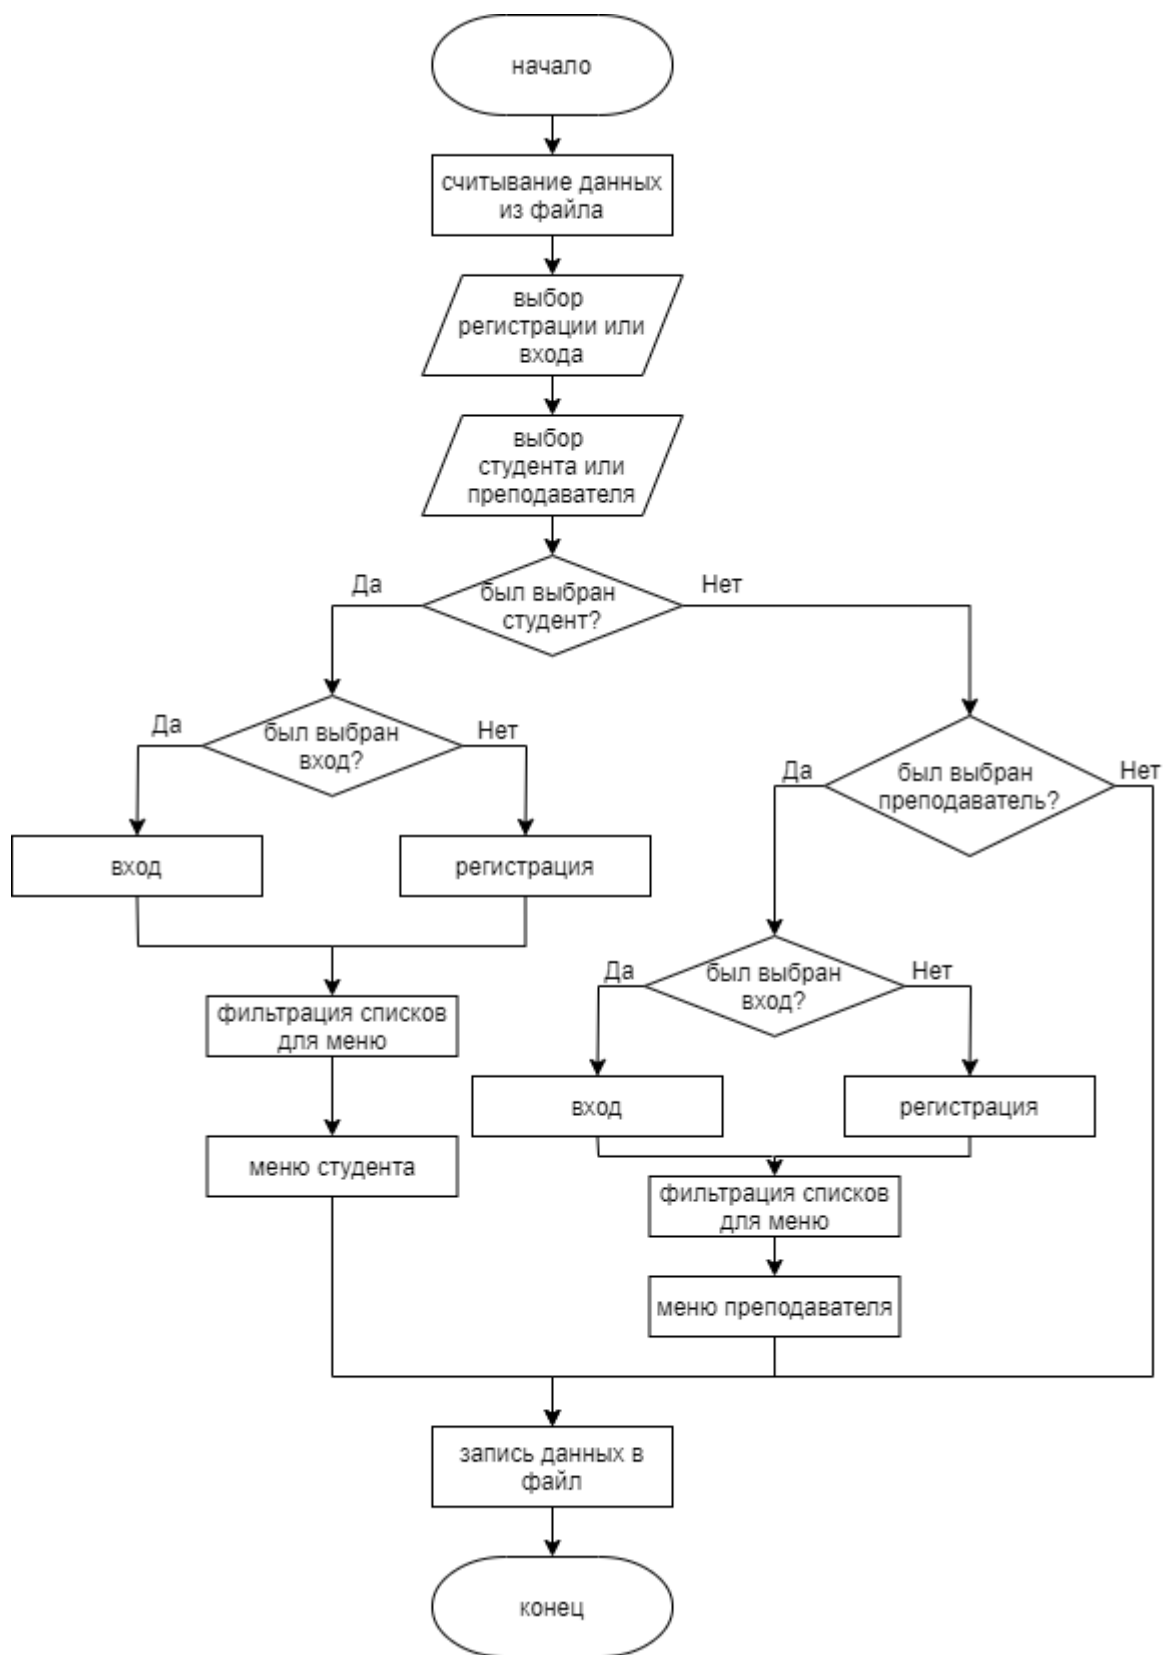 начало
считывание данных
из файла
выбор
регистрации или
входа
выбор
студента или
преподавателя
был выбран
студент?
Да
Нет
был выбран
вход?
Да
Нет
вход
регистрация
фильтрация списков
для меню
меню студента
был выбран
преподаватель?
Да
Нет
был выбран
вход?
Да
Нет
вход
регистрация
фильтрация списков
для меню
меню преподавателя
запись данных в
файл
конец